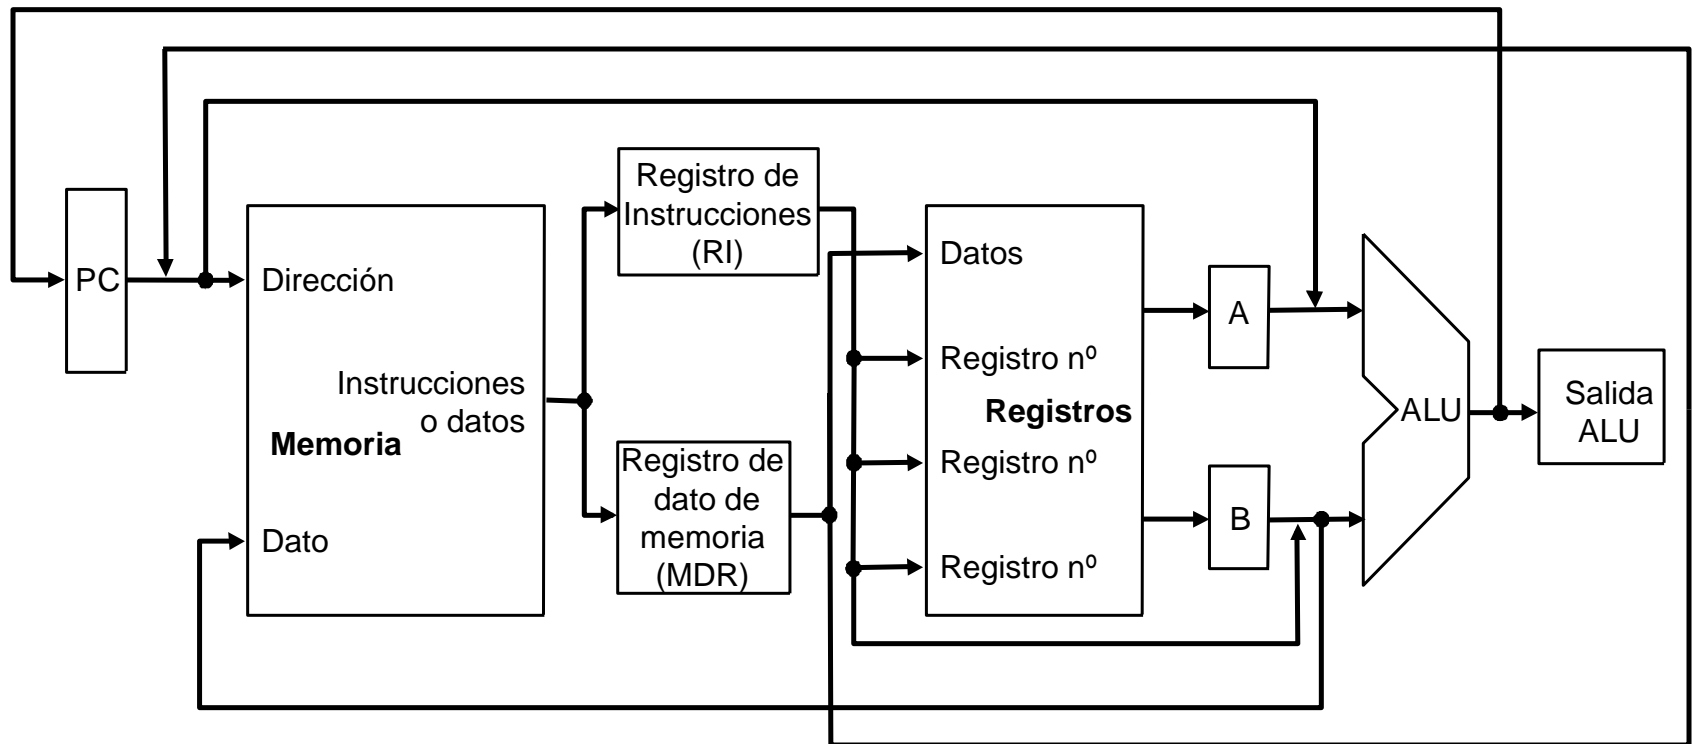 PC
Dirección
Instrucciones
o datos
Memoria
Dato
Registro de
Instrucciones
(RI)
Registro de
dato de
memoria
(MDR)
Datos
Registro nº
Registros
Registro nº
Registro nº
A
B
ALU
Salida
ALU